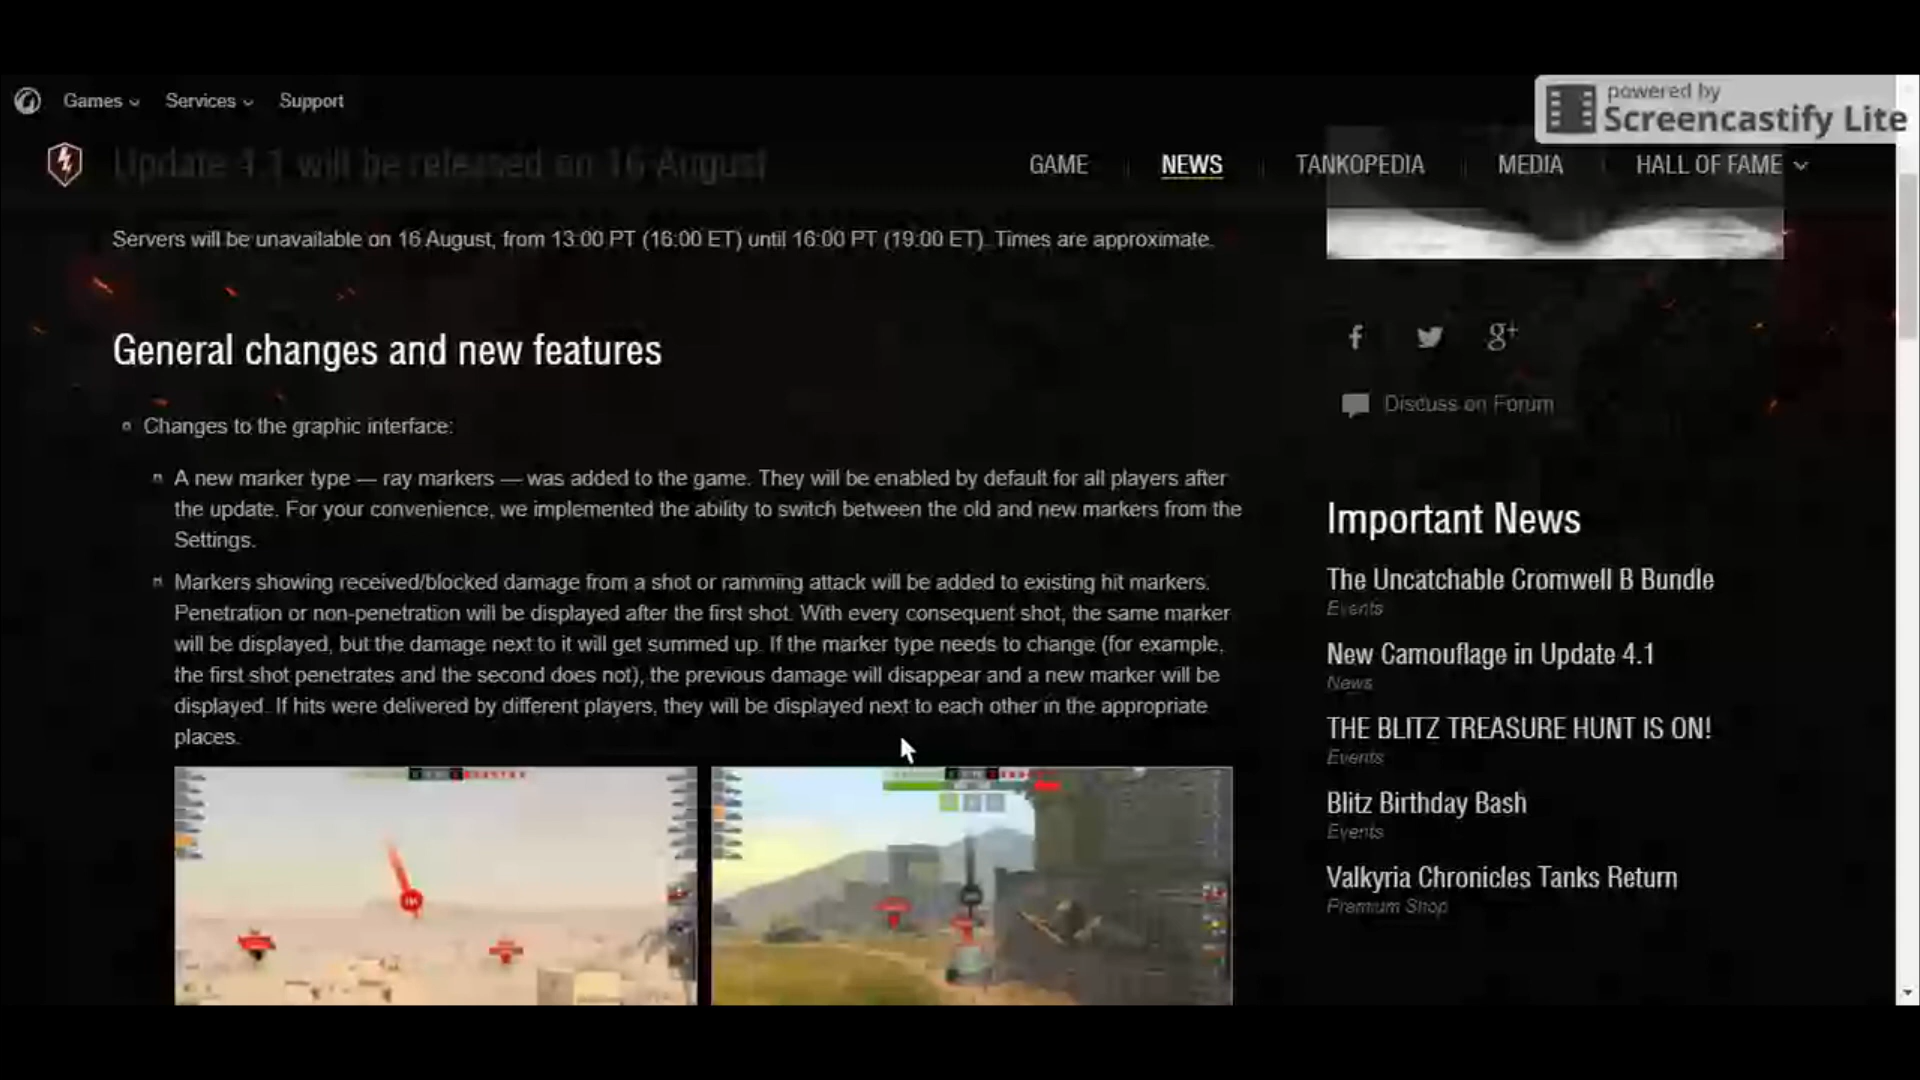 Games Services Support
powered by
Screencastify Lite
Update 4.1 will be released on 16 August
GAME NEWS TANKOPEDIA MEDIA HALL OF FAME
Servers will be unavailable on 16 August, from 13:00 PT (16:00 ET) until 16:00 PT (19:00 ET). Times are approximate.
General changes and new features
Changes to the graphic interface:
A new marker type — ray markers — was added to the game. They will be enabled by default for all players after
the update. For your convenience, we implemented the ability to switch between the old and new markers from the
Settings.
Markers showing received/blocked damage from a shot or ramming attack will be added to existing hit markers.
Penetration or non-penetration will be displayed after the first shot. With every consequent shot, the same marker
will be displayed, but the damage next to it will get summed up. If the marker type needs to change (for example,
the first shot penetrates and the second does not), the previous damage will disappear and a new marker will be
displayed. If hits were delivered by different players, they will be displayed next to each other in the appropriate
places.
f g+
Discuss on Forum
Important News
The Uncatchable Cromwell B Bundle
Events
New Camouflage in Update 4.1
News
THE BLITZ TREASURE HUNT IS ON!
Events
Blitz Birthday Bash
Events
Valkyria Chronicles Tanks Return
Premium Shop